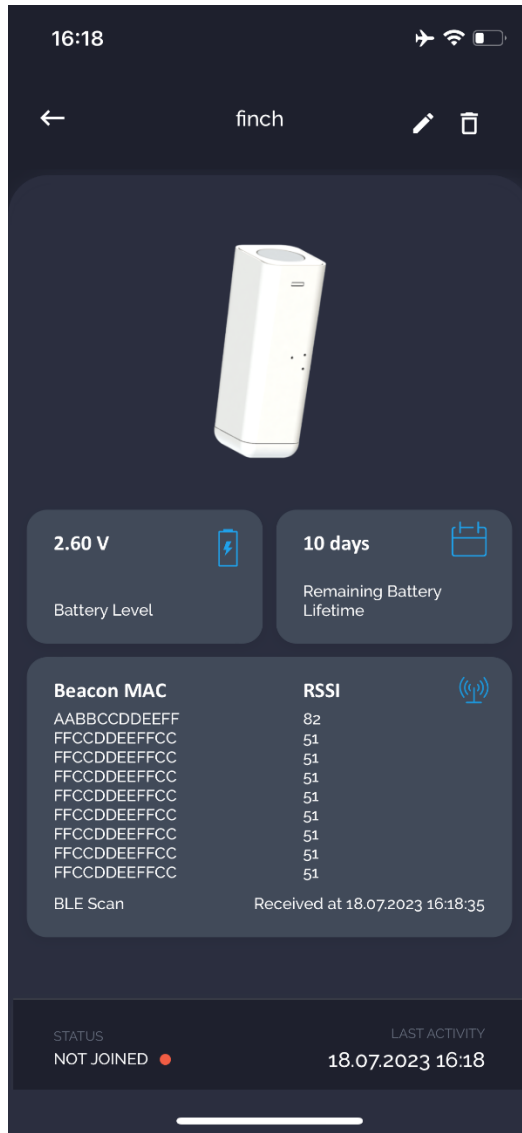 16:18
finch
2.60 V
Battery Level
10 days
Remaining Battery
Lifetime
Beacon MAC RSSI
AABBCCDDEEFF 82
FFCCDDEEFFCC 51
FFCCDDEEFFCC 51
FFCCDDEEFFCC 51
FFCCDDEEFFCC 51
FFCCDDEEFFCC 51
FFCCDDEEFFCC 51
FFCCDDEEFFCC 51
FFCCDDEEFFCC 51
BLE Scan Received at 18.07.2023 16:18:35
STATUS LAST ACTIVITY
NOT JOINED 18.07.2023 16:18